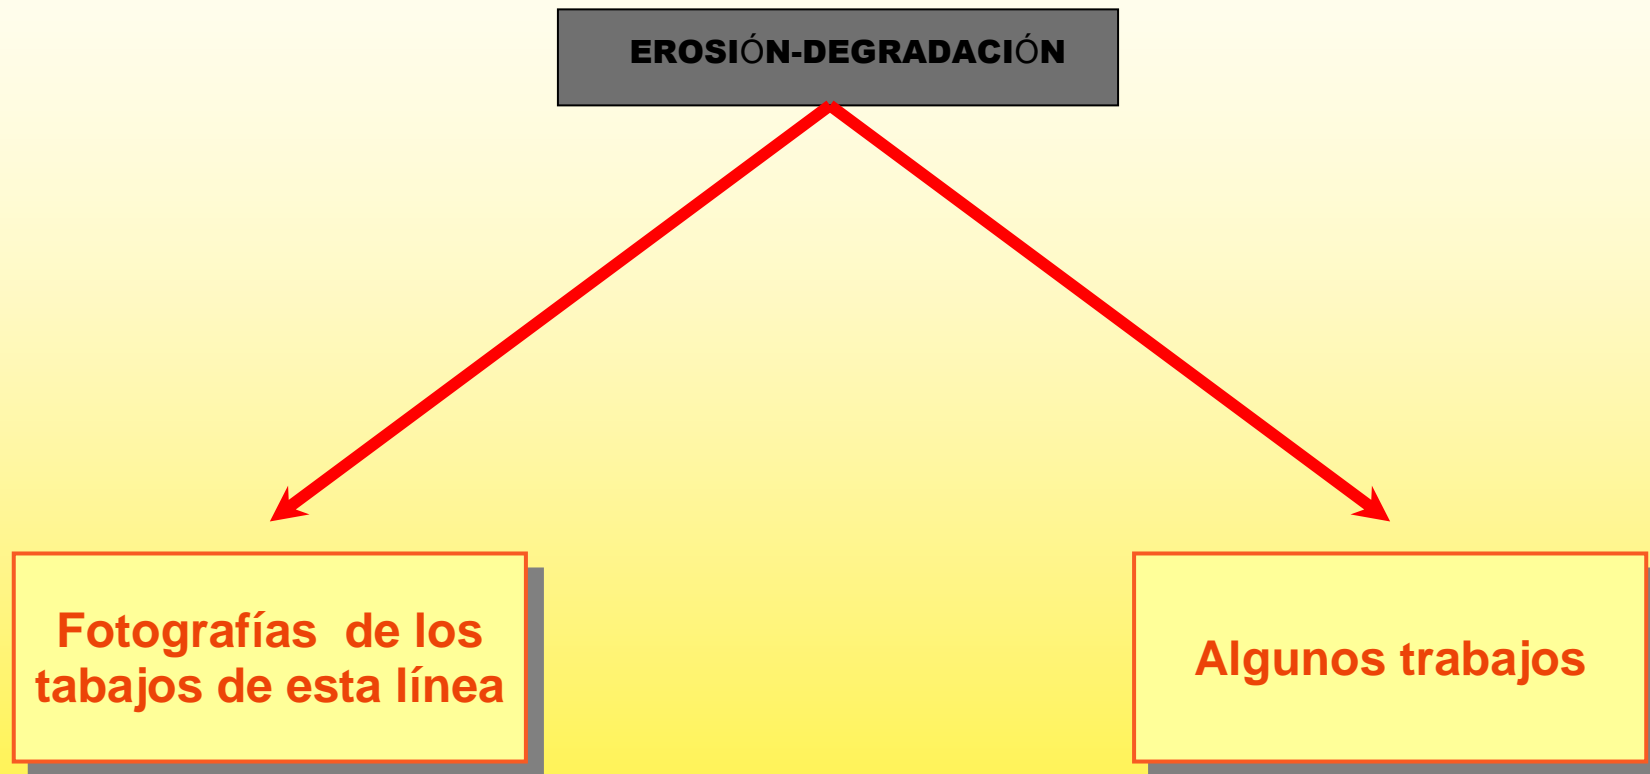 EROSIÓN-DEGRADACIÓN
Fotografías  de los
tabajos de esta línea
Algunos trabajos